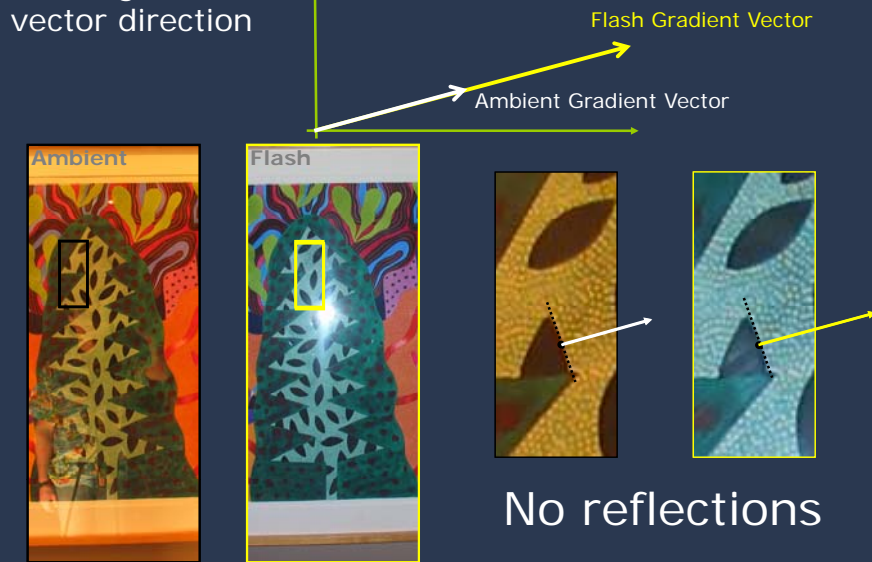 vector direction
Flash Gradient Vector
Ambient Gradient Vector
Ambient
Flash
No reflections